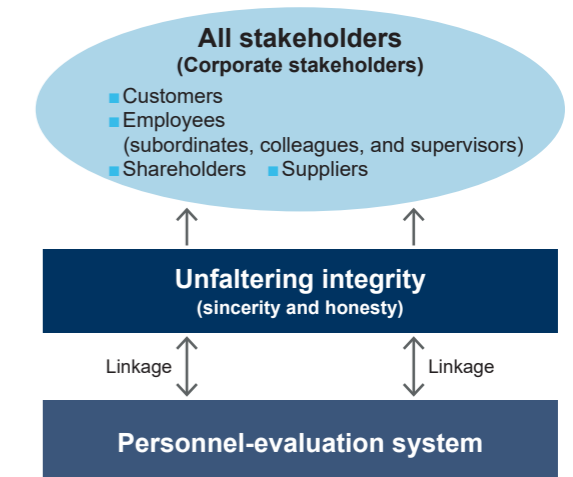 All stakeholders
(Corporate stakeholders)
Customers
Employees
(subordinates, colleagues, and supervisors)
Shareholders Suppliers
Unfaltering integrity
(sincerity and honesty)
Linkage Linkage
Personnel-evaluation system